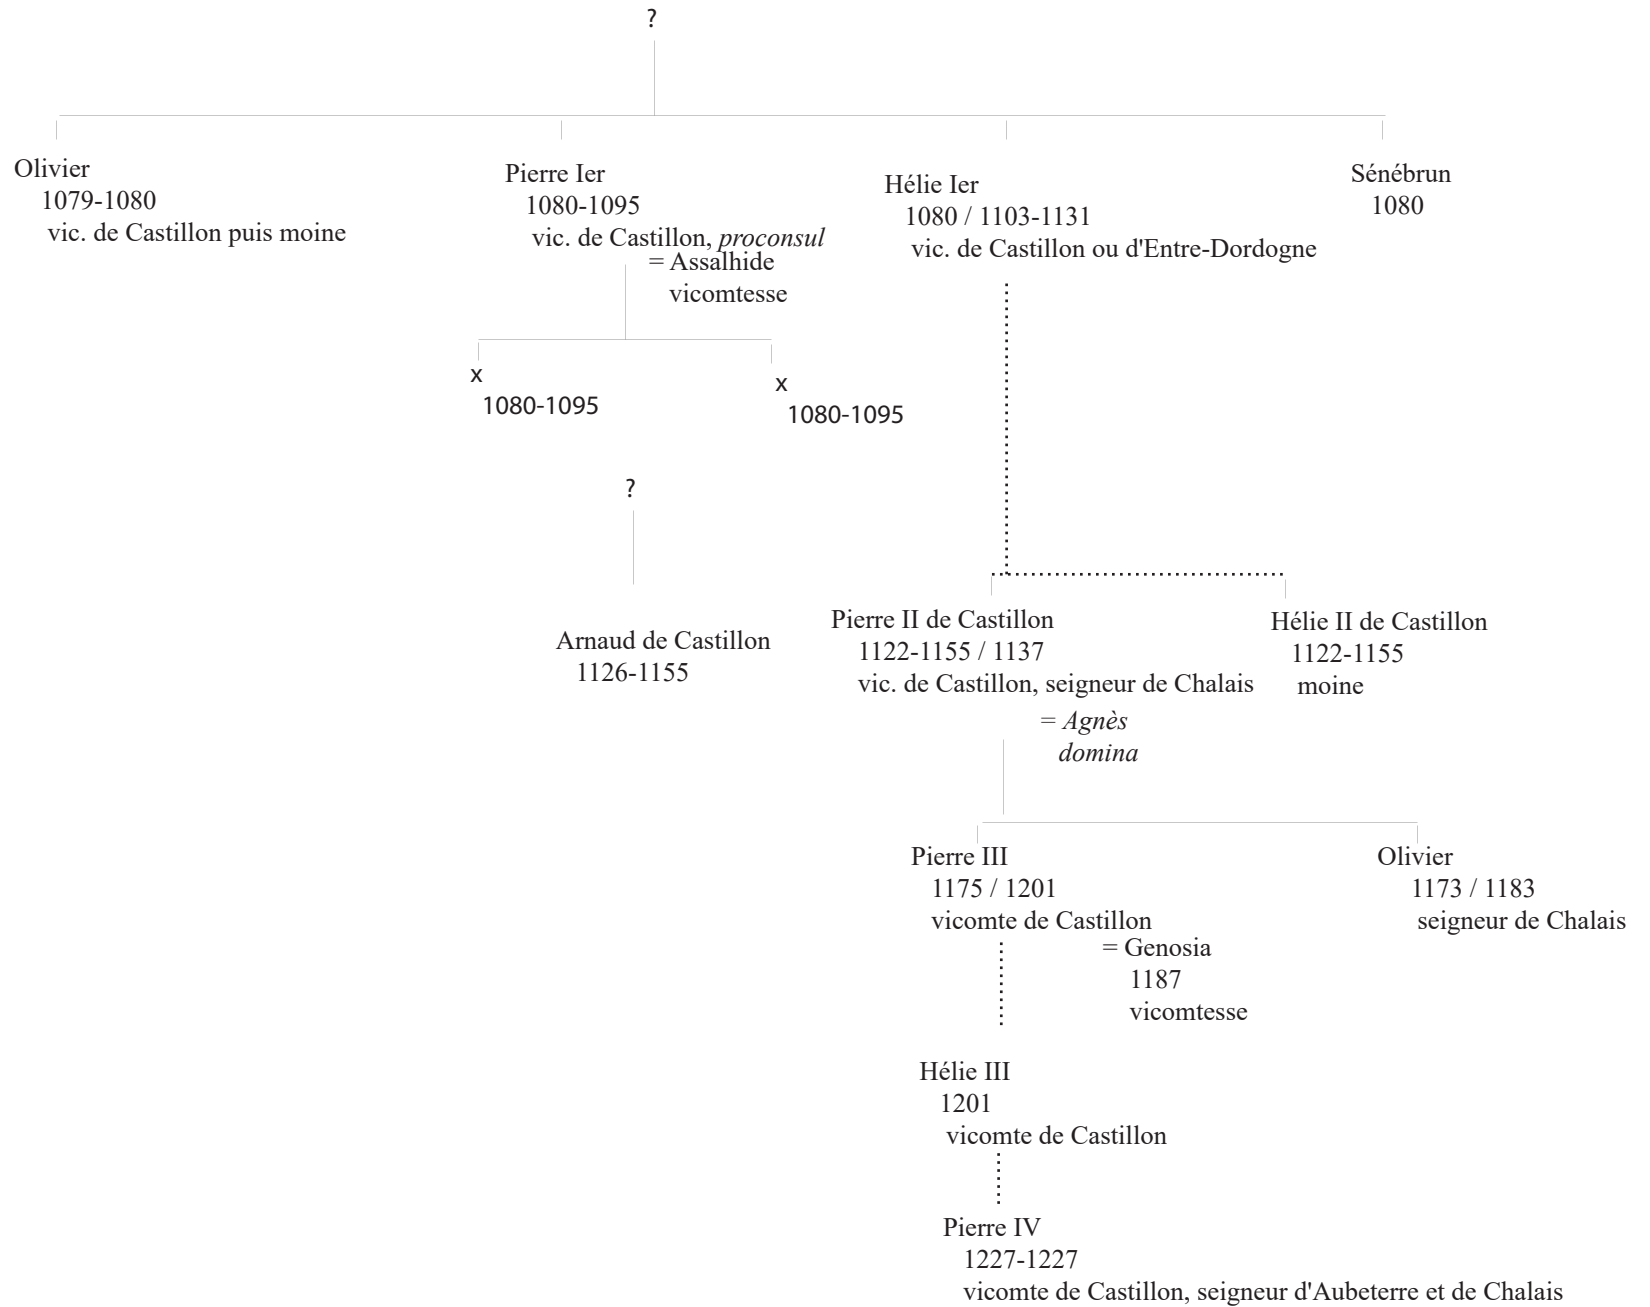 ?
Olivier
1079-1080
vic. de Castillon puis moine
Pierre Ier
1080-1095
vic. de Castillon, proconsul
= Assalhide
vicomtesse
Hélie Ier
1080 / 1103-1131
vic. de Castillon ou d'Entre-Dordogne
Sénébrun
1080
x
1080-1095
x
1080-1095
?
Arnaud de Castillon
1126-1155
Pierre II de Castillon
1122-1155 / 1137
vic. de Castillon, seigneur de Chalais
= Agnès
domina
Hélie II de Castillon
1122-1155
moine
Pierre III
1175 / 1201
vicomte de Castillon
= Genosia
1187
vicomtesse
Olivier
1173 / 1183
seigneur de Chalais
Hélie III
1201
vicomte de Castillon
Pierre IV
1227-1227
vicomte de Castillon, seigneur d'Aubeterre et de Chalais